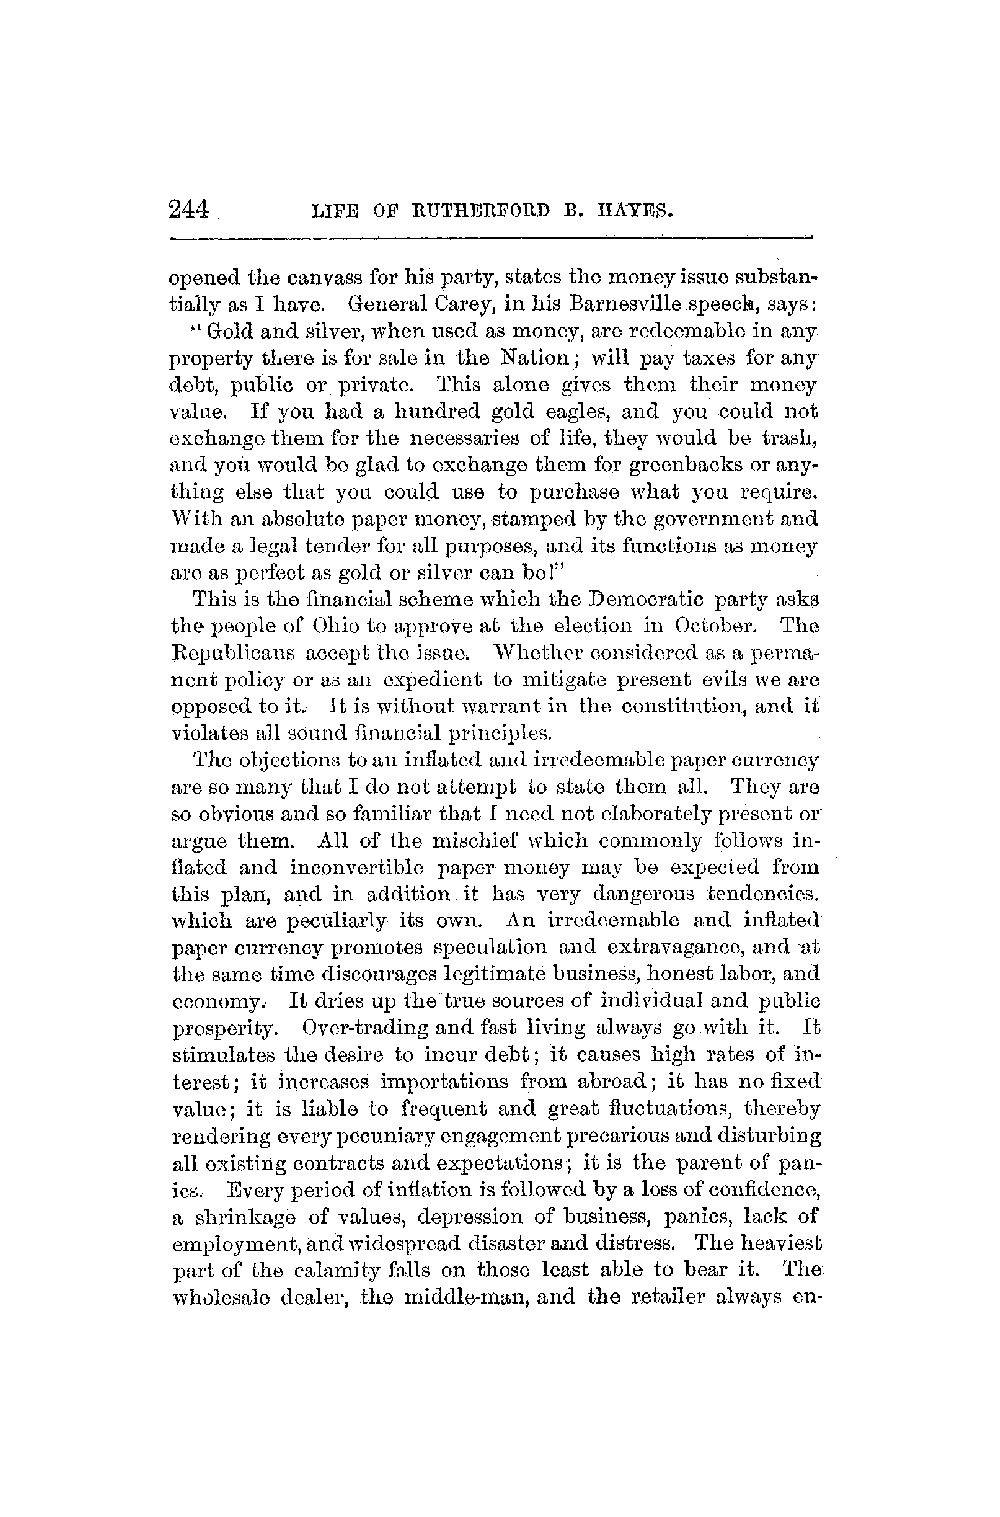 244 LIFE OF RUTHERFORD B. HAYES.
opened the canvass for his party, states the money issue substan-
tially as I have. General Carey, in his Barnesville speech, says:
"Gold and silver, when used as money, are redeemable in any
property there is for sale in the Nation; will pay taxes for any
debt, public or private. This alone gives them their money
value. If you had a hundred gold eagles, and you could not
exchange them for the necessaries of life, they would be trash,
and you would be glad to exchange them for greenbacks or any-
thing else that you could use to purchase what you require.
With an absolute paper money, stamped by the government and
made a legal tender for all purposes, and its functions as money
are as perfect as gold or silver can be!"
This is the financial scheme which the Democratic party asks
the people of Ohio to approve at the election in October. The
Republicans accept the issue. Whether considered as a perma-
nent policy or as an expedient to mitigate present evils we are
opposed to it. It is without warrant in the constitution, and it
violates all sound financial principles.
The objections to an inflated and irredeemable paper currency
are so many that I do not attempt to state them all. They are
so obvious and so familiar that I need not elaborately present or
argue them. All of the mischief which commonly follows in-
flated and inconvertible paper money may be expected from
this plan, and in addition it has very dangerous tendencies.
which are peculiarly its own. An irredeemable and inflated
paper currency promotes speculation and extravagance, and at
the same time discourages legitimate business, honest labor, and
economy. It dries up the true sources of individual and public
prosperity. Over-trading and fast living always go with it. It
stimulates the desire to incur debt; it causes high rates of in-
terest; it increases importations from abroad; it has no fixed
value; it is liable to frequent and great fluctuations, thereby
rendering every pecuniary engagement precarious and disturbing
all existing contracts and expectations; it is the parent of pan-
ics. Every period of inflation is followed by a loss of confidence,
a shrinkage of values, depression of business, panics, lack of
employment, and widespread disaster and distress. The heaviest
part of the calamity falls on those least able to bear it. The
wholesale dealer, the middle-man, and the retailer always en-